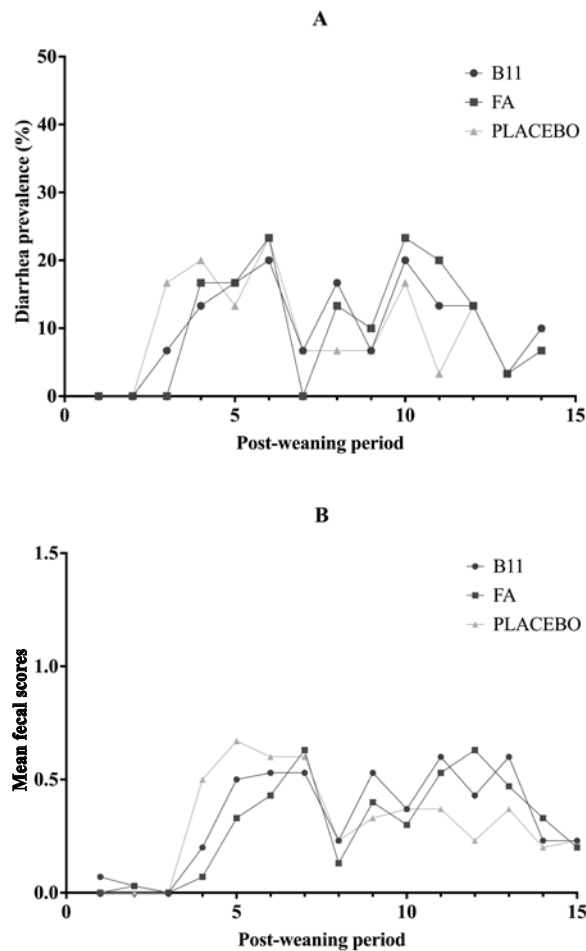 A
Diarrhea prevalence (%)
50
40
30
20
10
0
B11
FA
PLACEBO
0 5 10 15
Post-weaning period
B
Mean fecal scores
1.5
1.0
0.5
0.0
B11
FA
PLACEBO
0 5 10 15
Post-weaning period